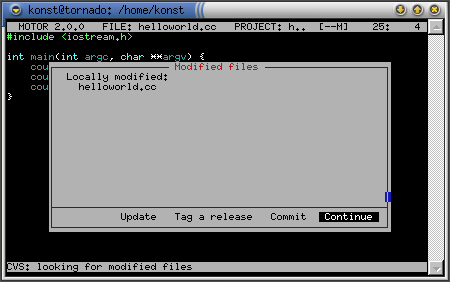 konst@tornado: /home/konst
MOTOR 2.0.0 FILE: helloworld.cc PROJECT: h.. [--M] 25: 4
#include <iostream.h>
int main(int argc, char **argv) {
cou
cou
cou
}
Modified files
Locally modified:
helloworld.cc
Update Tag a release Commit Continue
CVS: looking for modified files